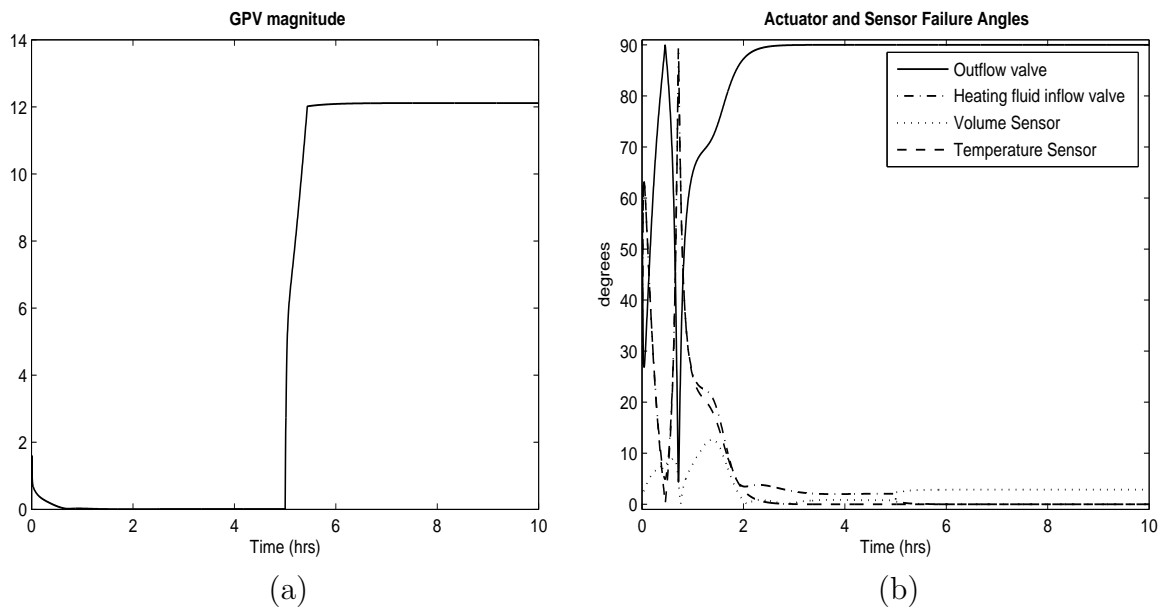 GPV magnitude
14
12
10
8
6
4
2
0
0 2 4 6 8 10
Time (hrs)
(a)
Actuator and Sensor Failure Angles
90
80
70
60
50
40
30
20
10
0
degrees
Outflow valve
Heating fluid inflow valve
Volume Sensor
Temperature Sensor
0 2 4 6 8 10
Time (hrs)
(b)